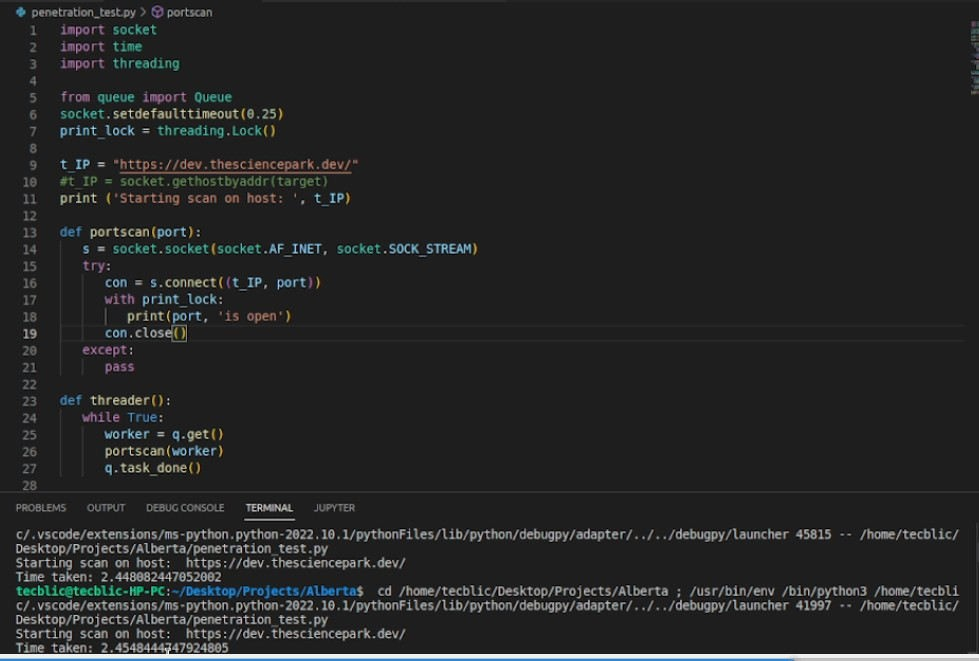 penetration_test.py > portscan
1 import socket
2 import time
3 import threading
4
5 from queue import Queue
6 socket.setdefaulttimeout(0.25)
7 print_lock = threading.Lock()
8
9 t_IP = "https://dev.thesciencepark.dev/"
10 #t_IP = socket.gethostbyaddr(target)
11 print ('Starting scan on host: ', t_IP)
12
13 def portscan(port):
14 s = socket.socket(socket.AF_INET, socket.SOCK_STREAM)
15 try:
16 con = s.connect((t_IP, port))
17 with print_lock:
18 print(port, 'is open')
19 con.close()
20 except:
21 pass
22
23 def threader():
24 while True:
25 worker = q.get()
26 portscan(worker)
27 q.task_done()
28
PROBLEMS OUTPUT DEBUG CONSOLE TERMINAL JUPYTER
c/.vscode/extensions/ms-python.python-2022.10.1/pythonFiles/lib/python/debugpy/adapter/../../debugpy/launcher 45815 -- /home/tecblic/
Desktop/Projects/Alberta/penetration_test.py
Starting scan on host:  https://dev.thesciencepark.dev/
Time taken: 2.448082447052002
tecblic@tecblic-HP-PC:~/Desktop/Projects/Alberta$  cd /home/tecblic/Desktop/Projects/Alberta ; /usr/bin/env /bin/python3 /home/tecbli
c/.vscode/extensions/ms-python.python-2022.10.1/pythonFiles/lib/python/debugpy/adapter/../../debugpy/launcher 41997 -- /home/tecblic/
Desktop/Projects/Alberta/penetration_test.py
Starting scan on host:  https://dev.thesciencepark.dev/
Time taken: 2.4548444747924805